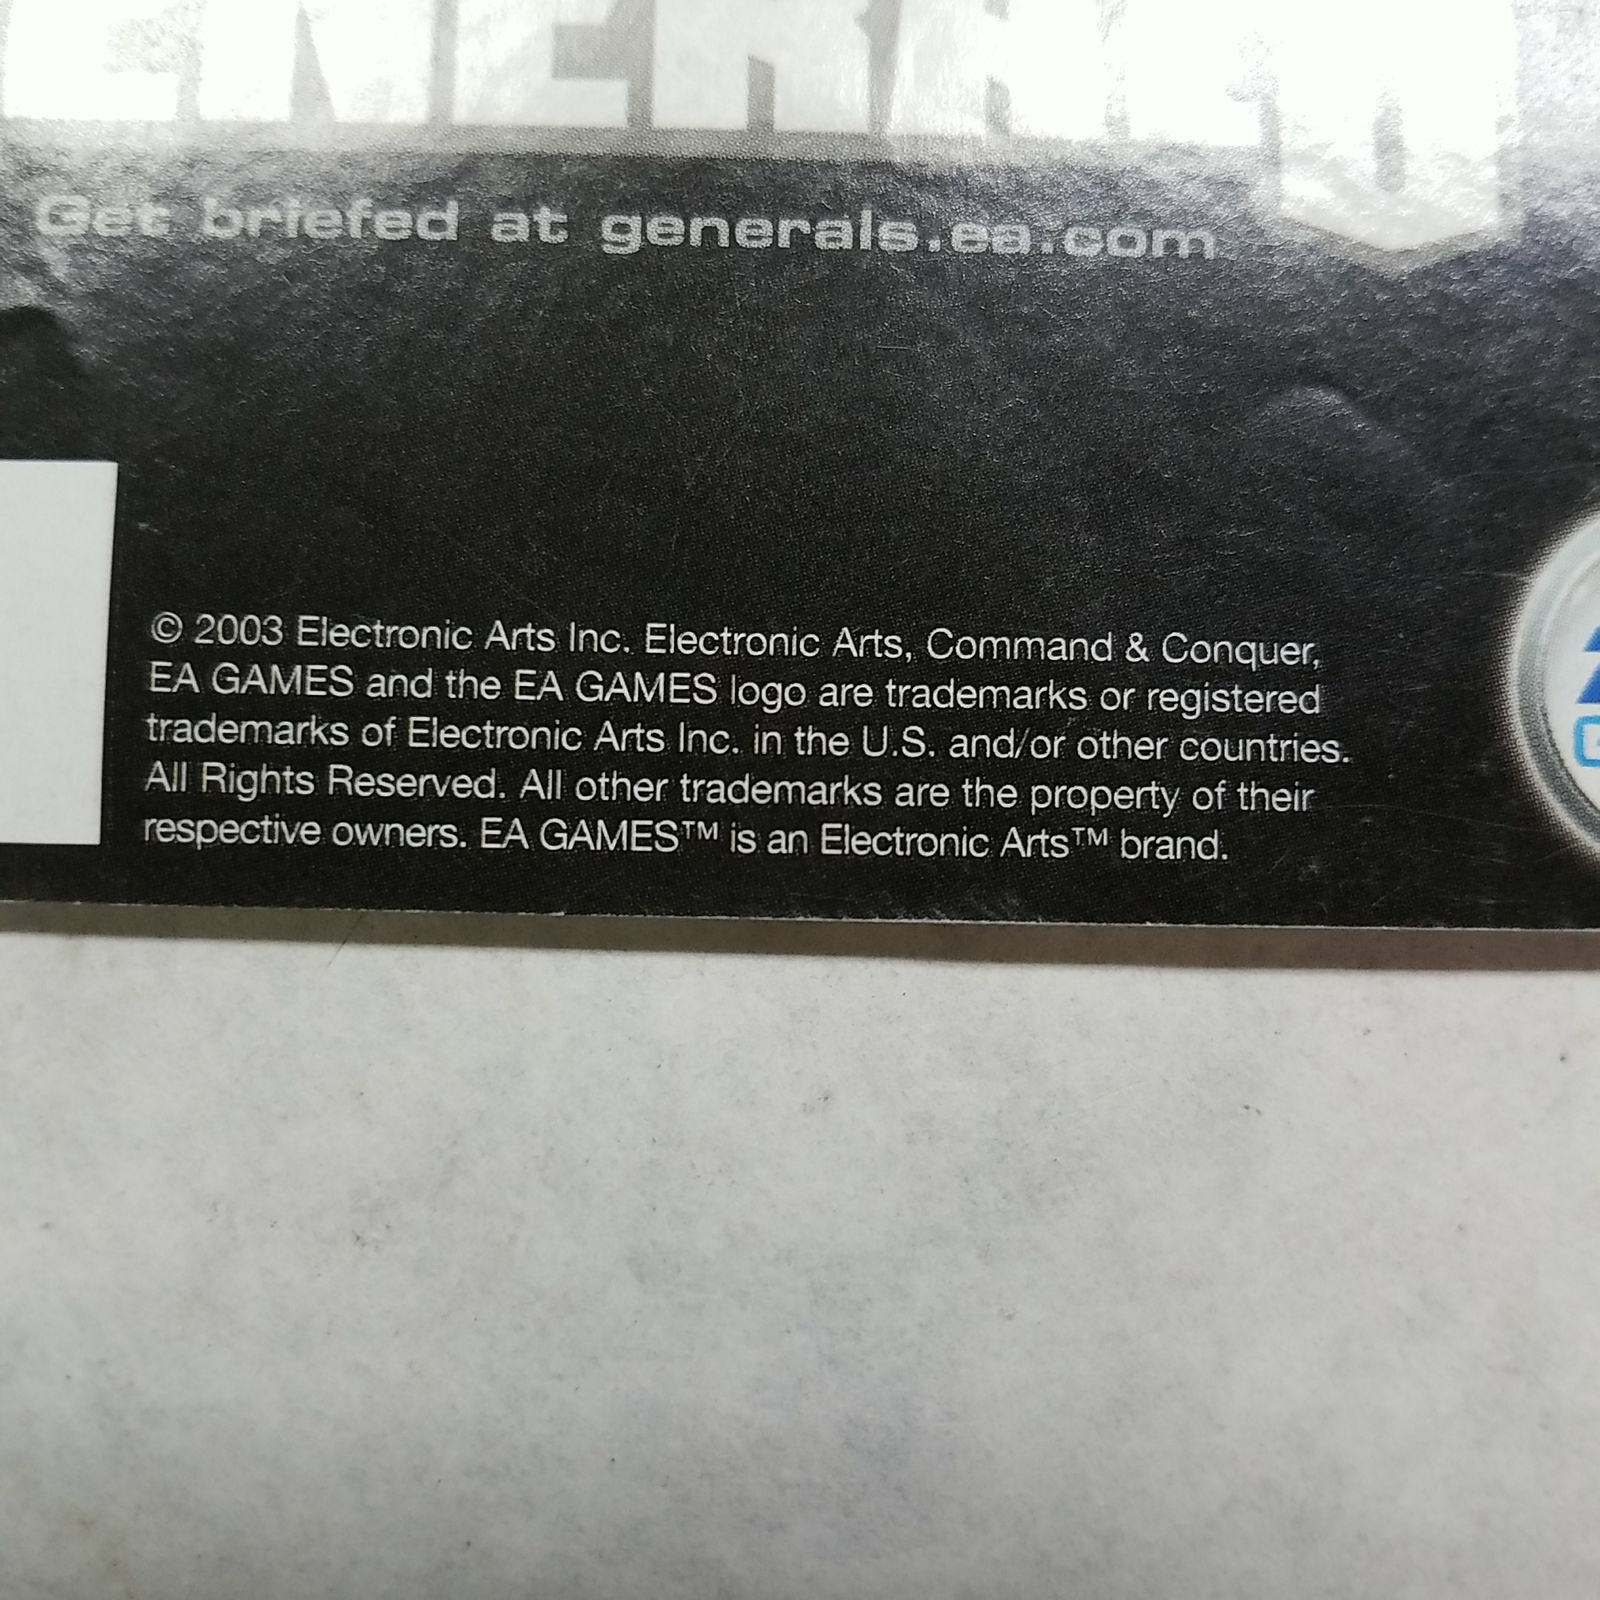 Get briefed at generals.ea.com
© 2003 Electronic Arts Inc. Electronic Arts, Command & Conquer,
EA GAMES and the EA GAMES logo are trademarks or registered
trademarks of Electronic Arts Inc. in the U.S. and/or other countries.
All Rights Reserved. All other trademarks are the property of their
respective owners. EA GAMES™ is an Electronic Arts™ brand.